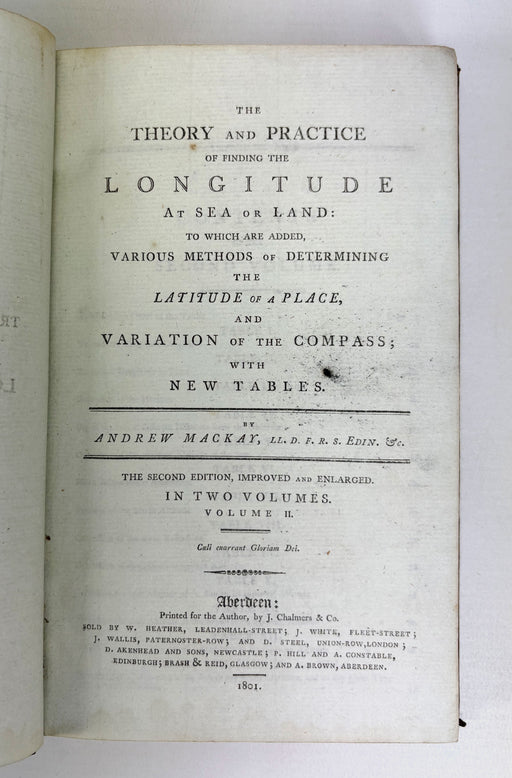 THE
THEORY AND PRACTICE
OF FINDING THE
LONGITUDE
AT SEA OR LAND:
TO WHICH ARE ADDED,
VARIOUS METHODS OF DETERMINING
THE
LATITUDE OF A PLACE,
AND
VARIATION OF THE COMPASS;
WITH
NEW TABLES.
BY
ANDREW MACKAY, LL. D. F. R. S. EDIN. &c.
THE SECOND EDITION, IMPROVED AND ENLARGED.
IN TWO VOLUMES.
VOLUME II.
Cæli enarrant Gloriam Dei.
Aberdeen:
Printed for the Author, by J. Chalmers & Co.
SOLD BY W. HEATHER, LEADENHALL-STREET; J. WHITE, FLEET-STREET;
J. WALLIS, PATERNOSTER-ROW; AND D. STEEL, UNION-ROW, LONDON;
D. AKENHEAD AND SONS, NEWCASTLE; P. HILL AND A. CONSTABLE,
EDINBURGH; BRASH & REID, GLASGOW; AND A. BROWN, ABERDEEN.
1801.